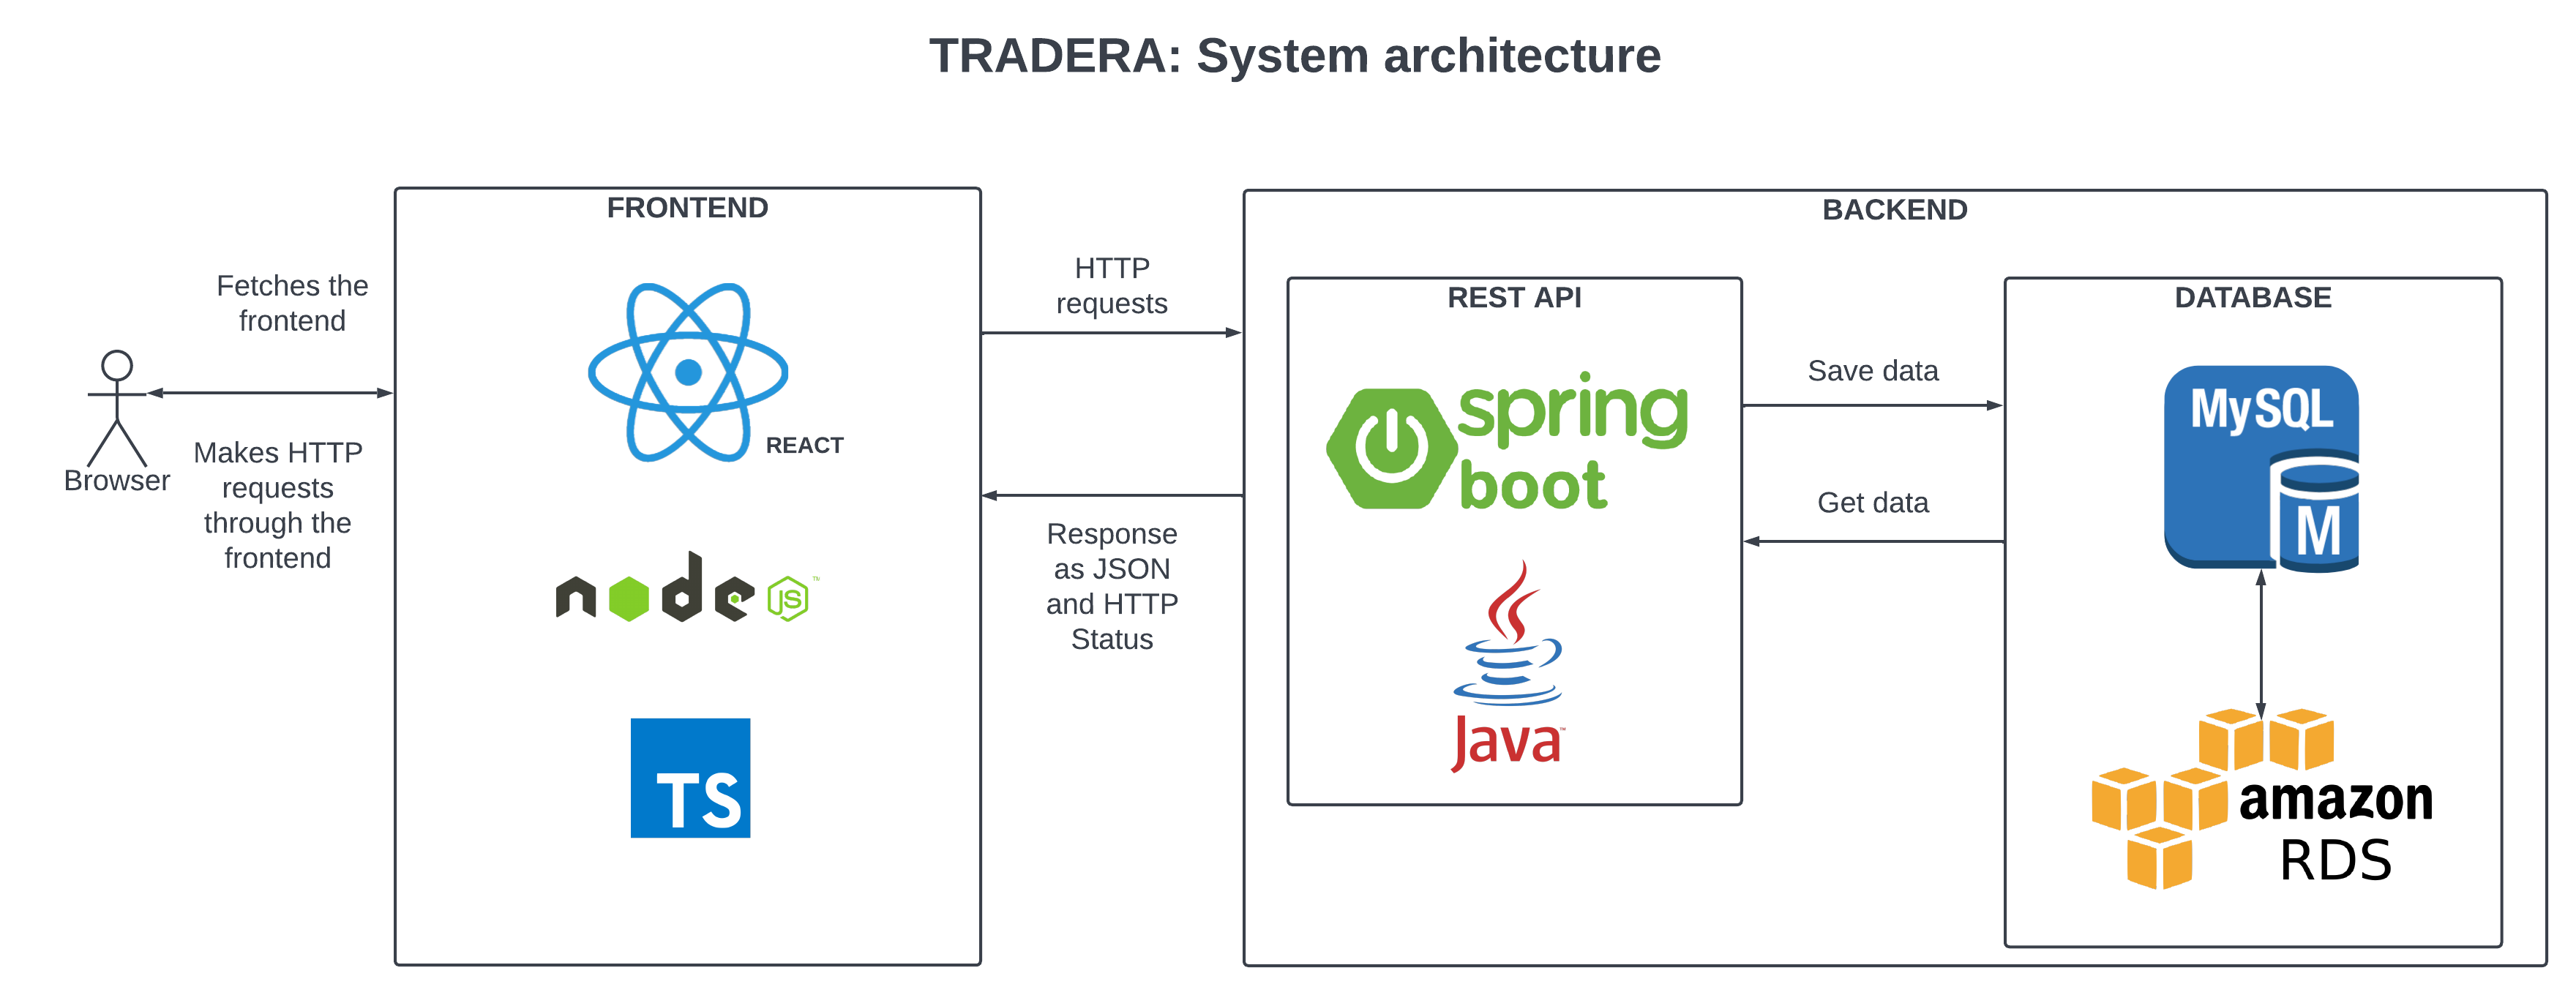 TRADERA: System architecture
FRONTEND
BACKEND
Fetches the
frontend
Makes HTTP
requests
through the
frontend
Browser
REACT
node JS™
TS
HTTP
requests
Response
as JSON
and HTTP
Status
REST API
spring
boot
Java™
Save data
Get data
DATABASE
MySQL
M
amazon
RDS